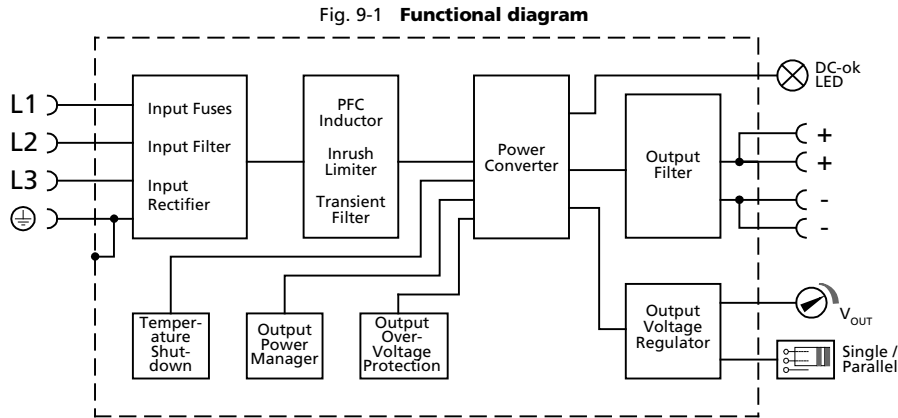 Fig. 9-1 Functional diagram
DC-ok
LED
L1
L2
L3
Input Fuses
Input Filter
Input
Rectifier
PFC
Inductor
Inrush
Limiter
Transient
Filter
Power
Converter
Output
Filter
+
+
-
-
Temper-
ature
Shut-
down
Output
Power
Manager
Output
Over-
Voltage
Protection
Output
Voltage
Regulator
VOUT
Single /
Parallel